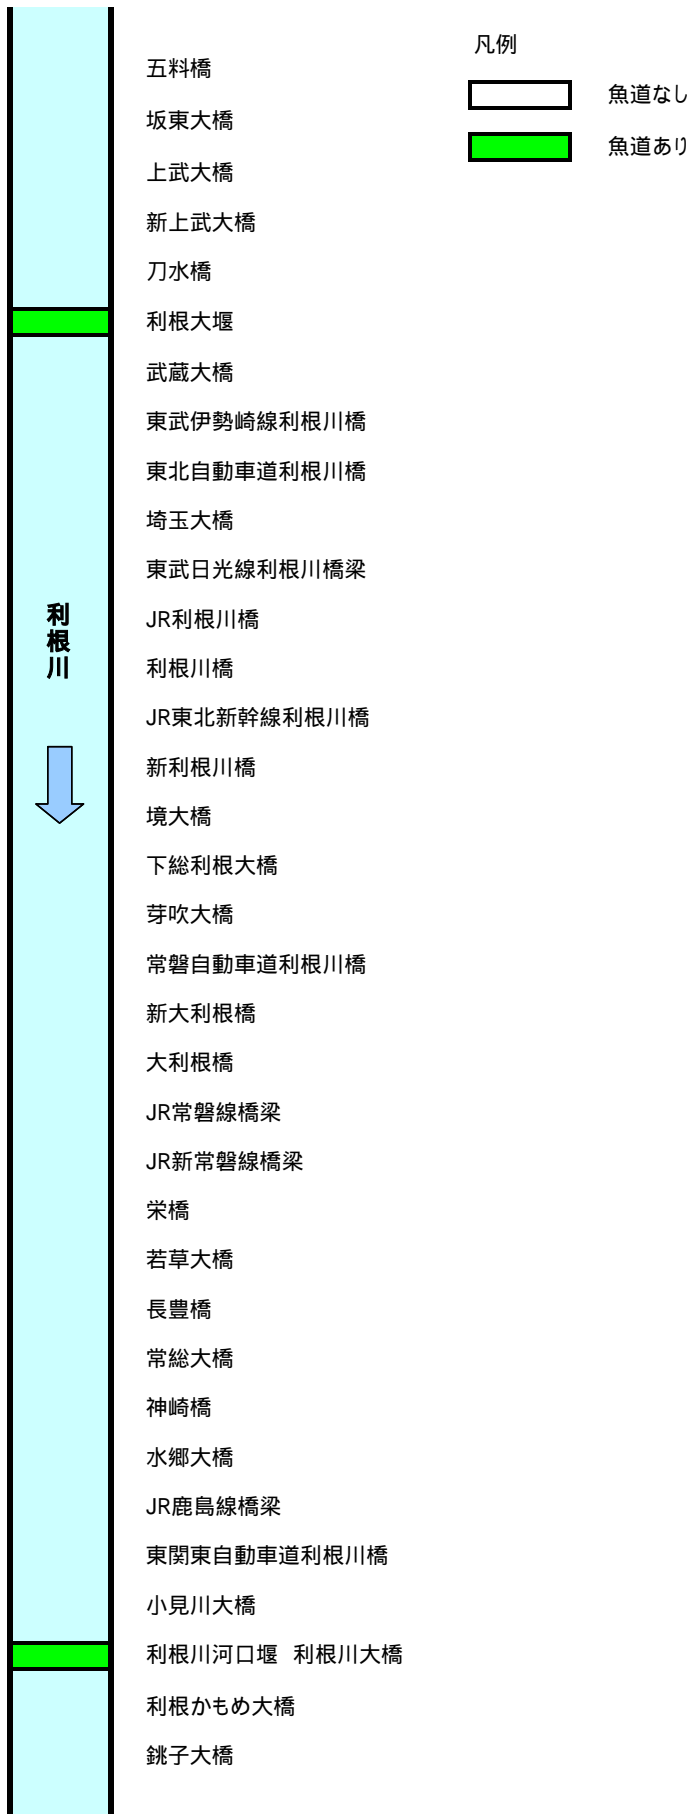 凡例
魚道なし
魚道あり
五料橋
坂東大橋
上武大橋
新上武大橋
刀水橋
利根大堰
武蔵大橋
東武伊勢崎線利根川橋
東北自動車道利根川橋
埼玉大橋
東武日光線利根川橋梁
JR利根川橋
利根川橋
JR東北新幹線利根川橋
新利根川橋
境大橋
下総利根大橋
芽吹大橋
常磐自動車道利根川橋
新大利根橋
大利根橋
JR常磐線橋梁
JR新常磐線橋梁
栄橋
若草大橋
長豊橋
常総大橋
神崎橋
水郷大橋
JR鹿島線橋梁
東関東自動車道利根川橋
小見川大橋
利根川河口堰 利根川大橋
利根かもめ大橋
銚子大橋
利根川